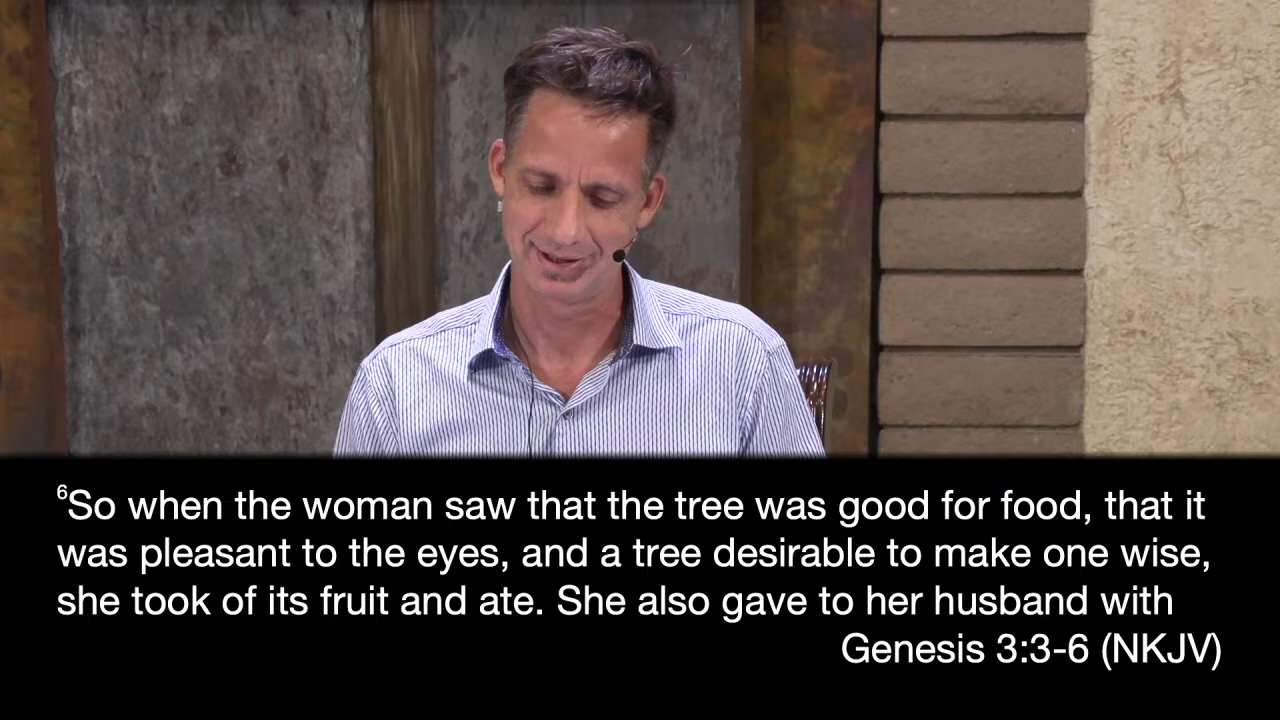 ⁶So when the woman saw that the tree was good for food, that it
was pleasant to the eyes, and a tree desirable to make one wise,
she took of its fruit and ate. She also gave to her husband with
Genesis 3:3-6 (NKJV)